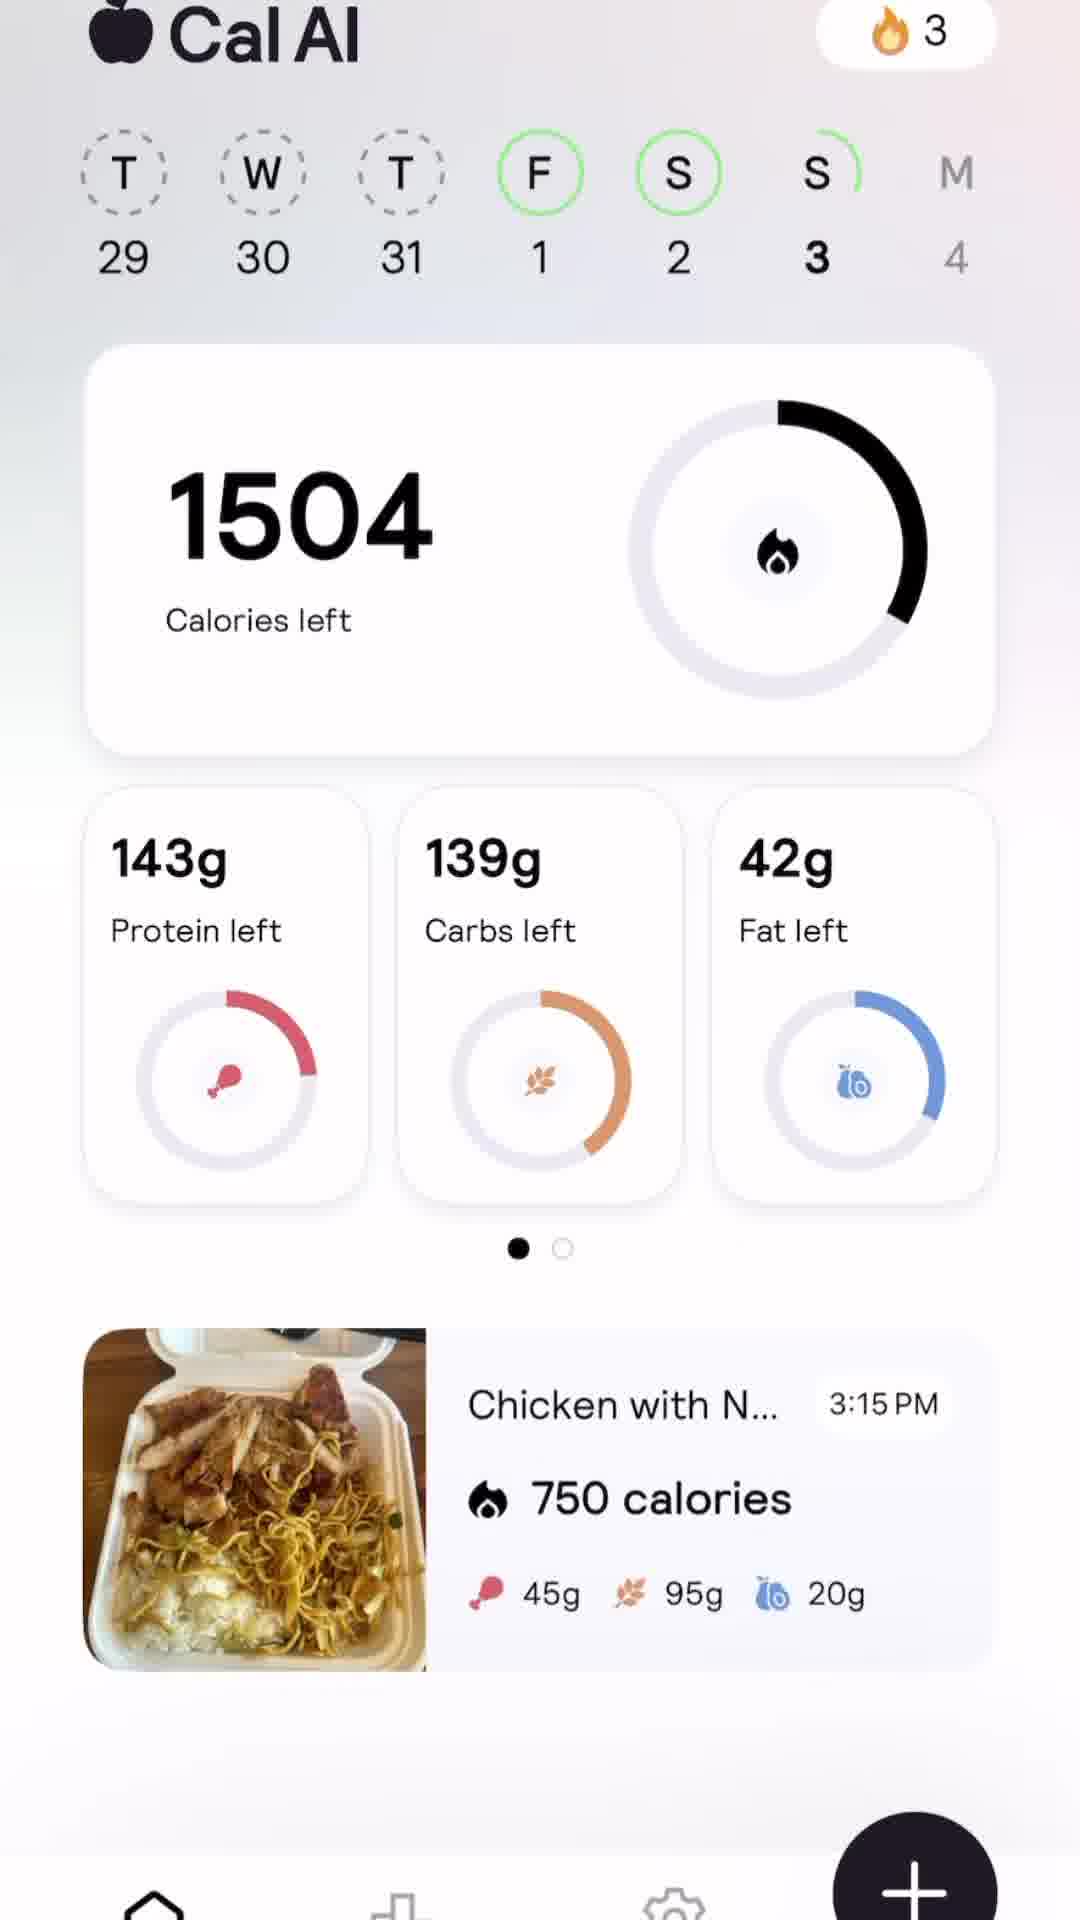 Cal AI
3
T W T F S S M
29 30 31 1 2 3 4
1504
Calories left
143g 139g 42g
Protein left Carbs left Fat left
Chicken with N... 3:15 PM
750 calories
45g 95g 20g